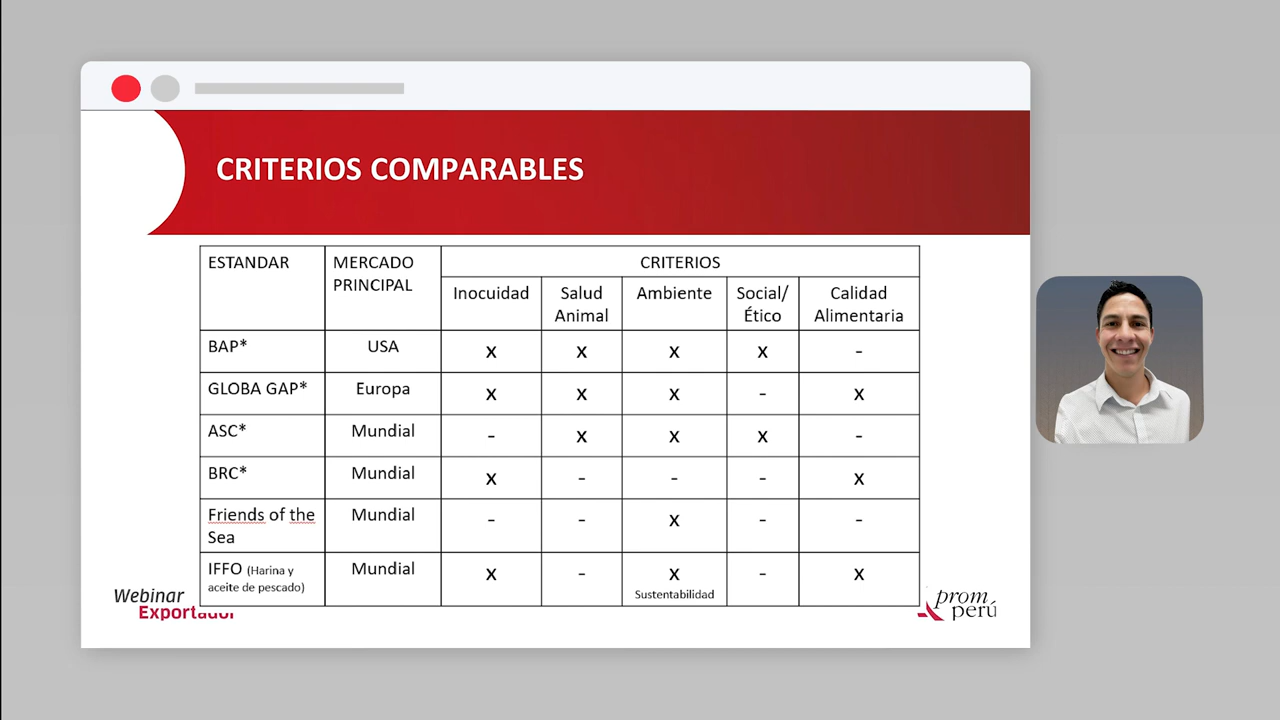 CRITERIOS COMPARABLES
ESTANDAR
MERCADO
PRINCIPAL
CRITERIOS
Inocuidad
Salud
Animal
Ambiente
Social/
Ético
Calidad
Alimentaria
BAP* USA x x x x -
GLOBA GAP* Europa x x x - x
ASC* Mundial - x x x -
BRC* Mundial x - - - x
Friends of the
Sea
Mundial - - x - -
IFFO (Harina y
aceite de pescado)
Mundial x - x - x
Sustentabilidad
Webinar
Exportador
prom
perú